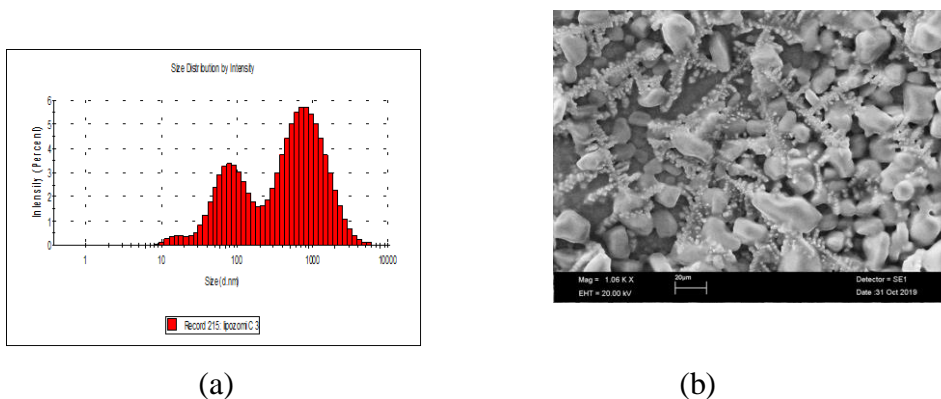 Size Distribution by Intensity
6
5
4
3
2
1
0
Intensity (Percent)
1 10 100 1000 10000
Size (d.nm)
Record 215: lipozomi C 3
Mag = 1.06 K X 20µm Detector = SE1
EHT = 20.00 kV Date :31 Oct 2019
(a) (b)